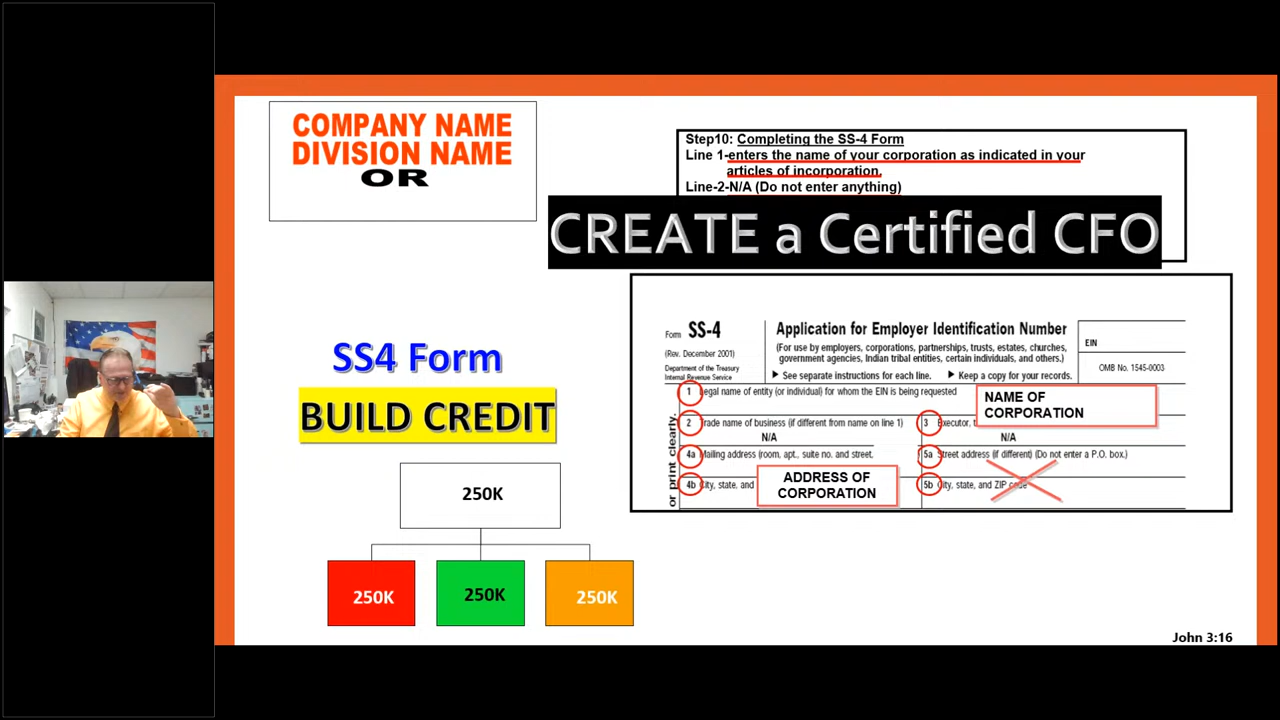 COMPANY NAME
DIVISION NAME
OR
Step10: Completing the SS-4 Form
Line 1-enters the name of your corporation as indicated in your
articles of incorporation.
Line-2-N/A (Do not enter anything)
CREATE a Certified CFO
SS4 Form
BUILD CREDIT
250K
250K
250K
250K
Form SS-4
(Rev. December 2001)
Department of the Treasury
Internal Revenue Service
Application for Employer Identification Number
(For use by employers, corporations, partnerships, trusts, estates, churches,
government agencies, Indian tribal entities, certain individuals, and others.)
▶ See separate instructions for each line. ▶ Keep a copy for your records.
EIN
OMB No. 1545-0003
or print clearly.
1 Legal name of entity (or individual) for whom the EIN is being requested
NAME OF
CORPORATION
2 Trade name of business (if different from name on line 1)
N/A
3 Executor, t
N/A
4a Mailing address (room, apt., suite no. and street.
5a Street address (if different) (Do not enter a P.O. box.)
4b City, state, and
ADDRESS OF
CORPORATION
5b City, state, and ZIP code
John 3:16